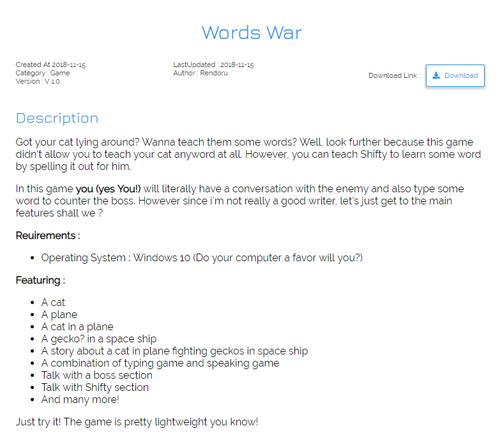 Words War
Created At 2018-11-15
LastUpdated : 2018-11-15
Category : Game
Author : Rendoru
Version : V 1.0
Download Link :
Download
Description
Got your cat lying around? Wanna teach them some words? Well, look further because this game
didn't allow you to teach your cat anyword at all. However, you can teach Shifty to learn some word
by spelling it out for him.
In this game you (yes You!) will literally have a conversation with the enemy and also type some
word to counter the boss. However since i'm not really a good writer, let's just get to the main
features shall we ?
Reuirements :
Operating System : Windows 10 (Do your computer a favor will you?)
Featuring :
A cat
A plane
A cat in a plane
A gecko? in a space ship
A story about a cat in plane fighting geckos in space ship
A combination of typing game and speaking game
Talk with a boss section
Talk with Shifty section
And many more!
Just try it! The game is pretty lightweight you know!